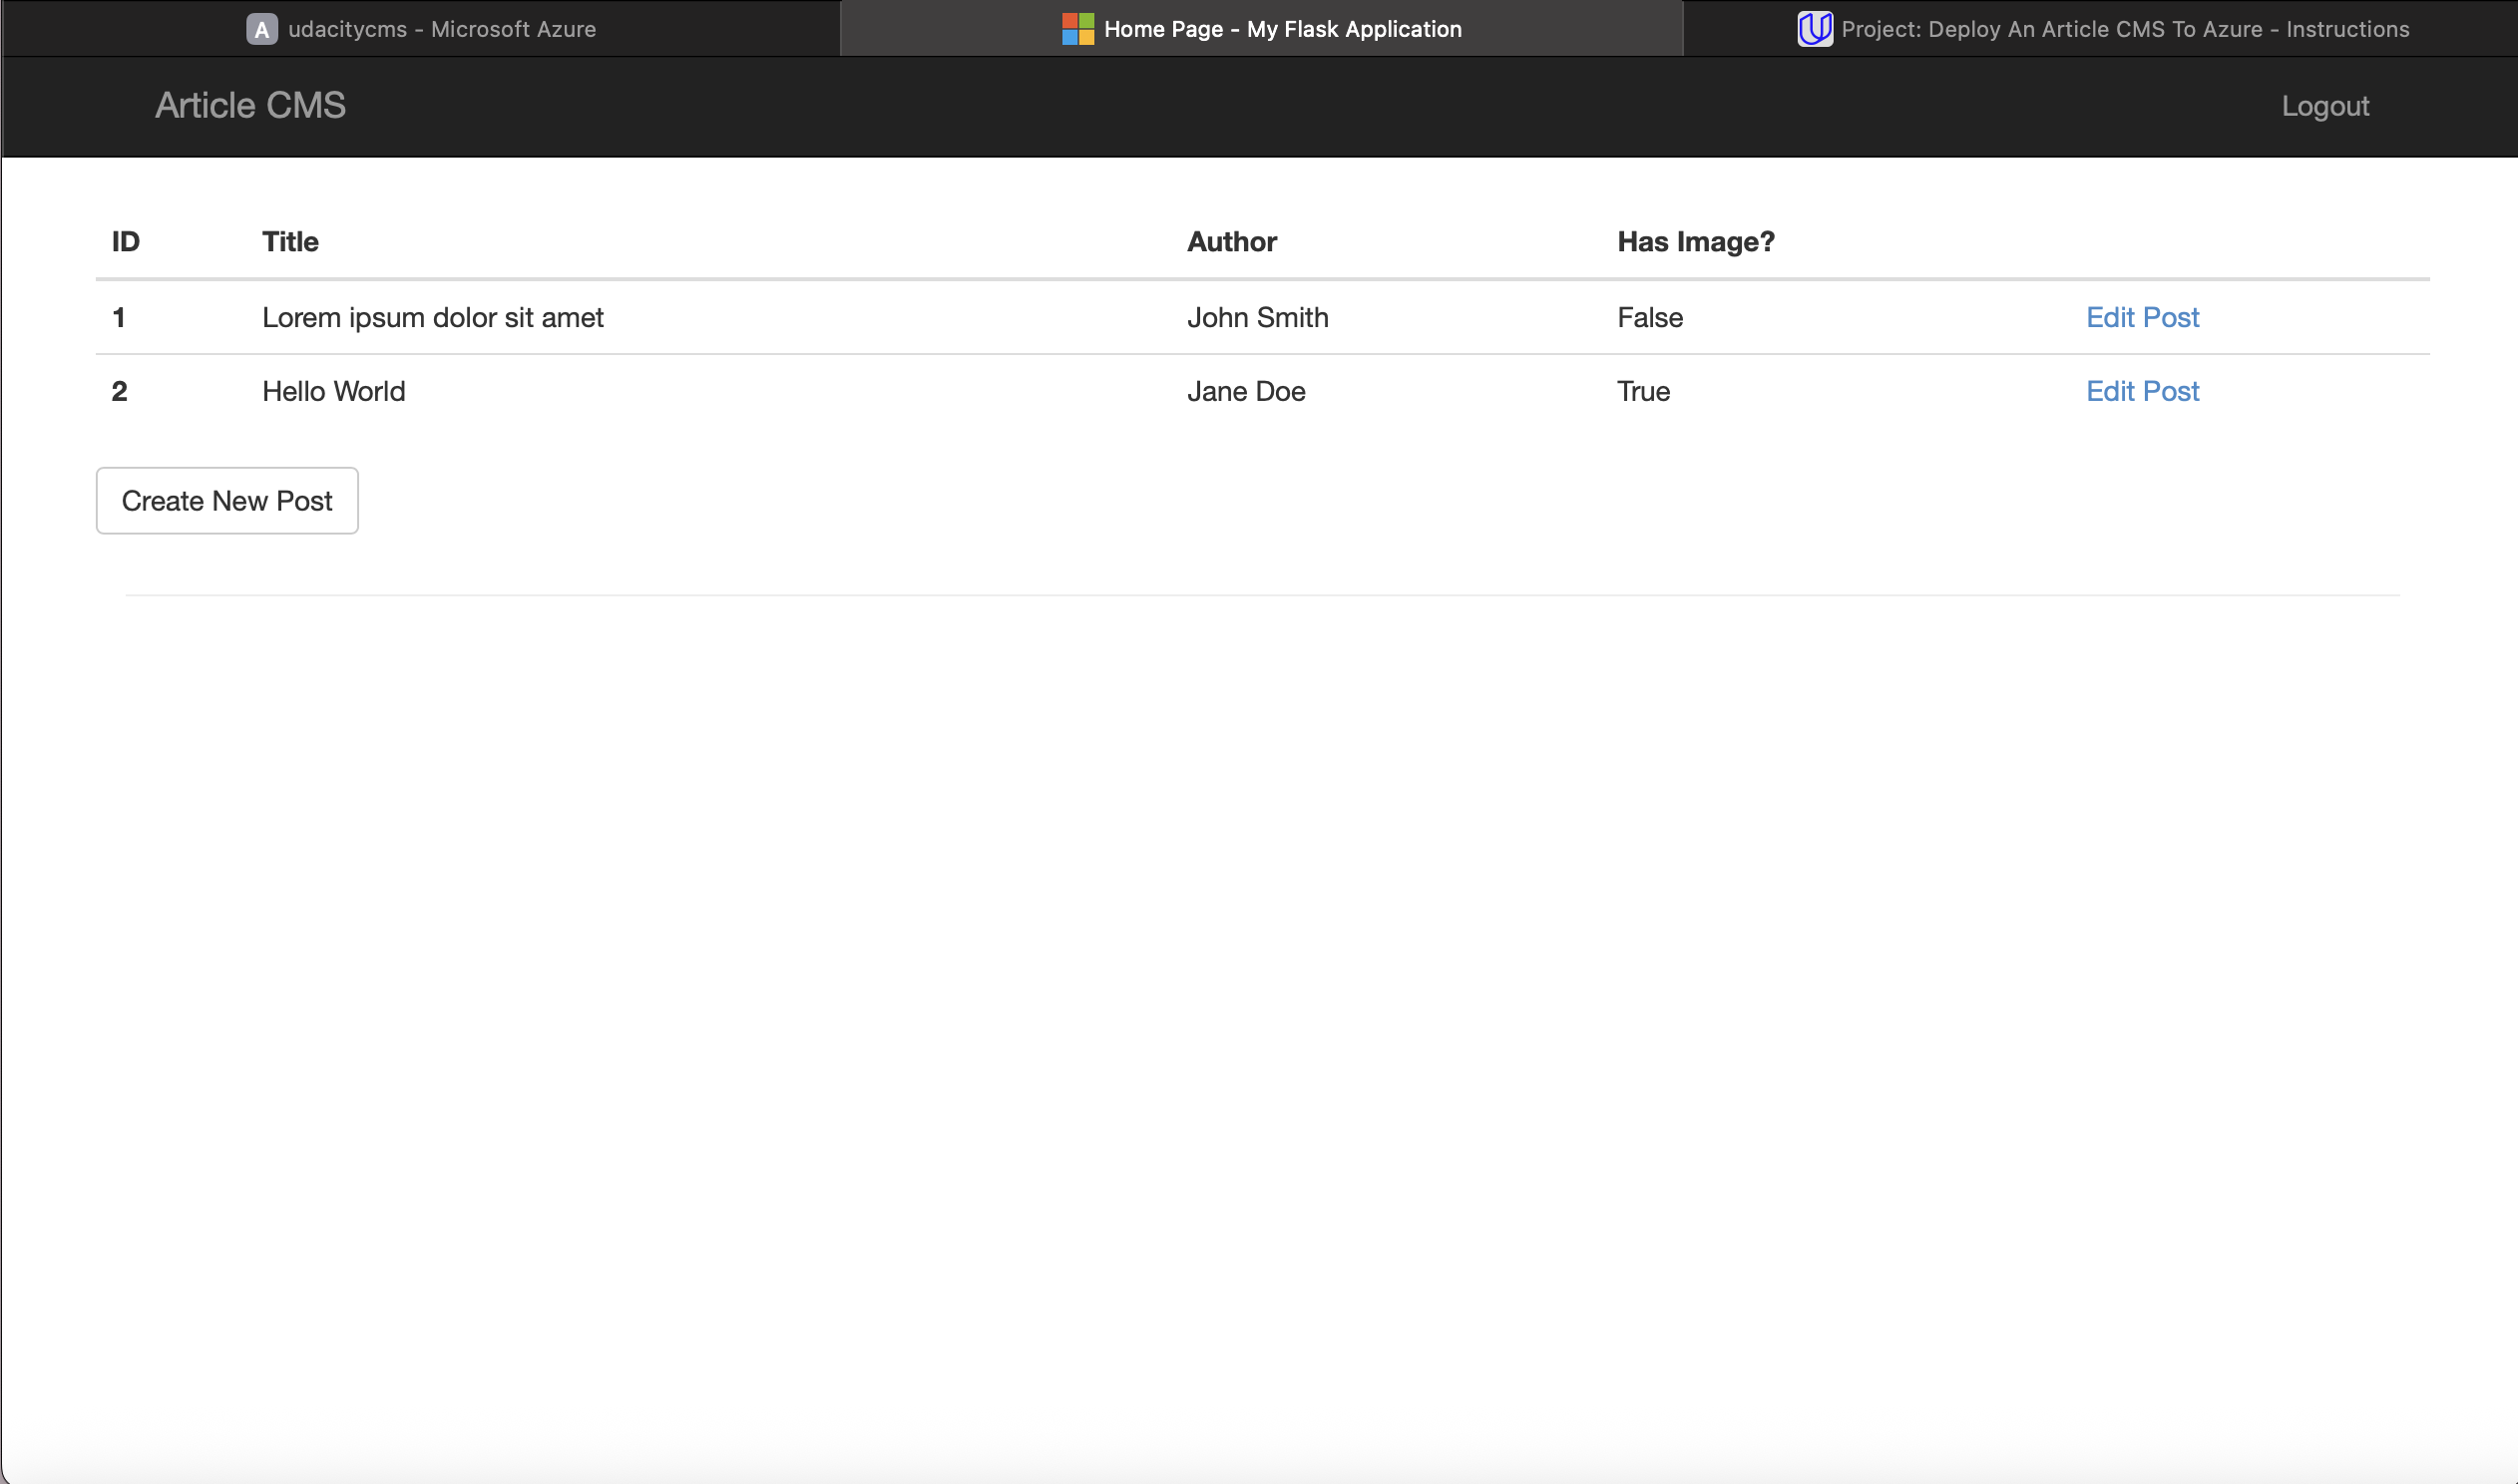 A udacitycms - Microsoft Azure Home Page - My Flask Application Project: Deploy An Article CMS To Azure - Instructions
Article CMS Logout
ID Title Author Has Image?
1 Lorem ipsum dolor sit amet John Smith False Edit Post
2 Hello World Jane Doe True Edit Post
Create New Post